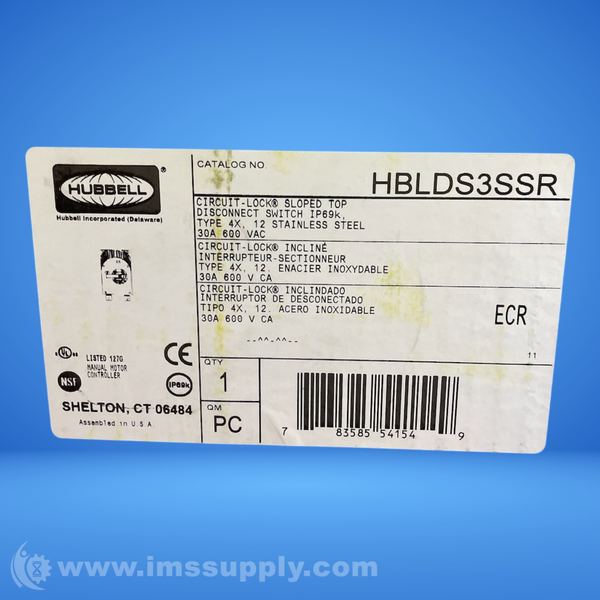 HUBBELL
®
Hubbell Incorporated (Delaware)
CATALOG NO.
HBLDS3SSR
CIRCUIT-LOCK® SLOPED TOP
DISCONNECT SWITCH IP69k,
TYPE 4X, 12 STAINLESS STEEL
30A 600 VAC
CIRCUIT-LOCK® INCLINÉ
INTERRUPTEUR-SECTIONNEUR
TYPE 4X, 12. ENACIER INOXYDABLE
30A 600 V CA
CIRCUIT-LOCK® INCLINDADO
INTERRUPTOR DE DESCONECTADO
TIPO 4X, 12. ACERO INOXIDABLE
30A 600 V CA
ECR
--^^-^^--
11
UL
LISTED 127G
MANUAL MOTOR
CONTROLLER
CE
NSF
IP69k
SHELTON, CT 06484
Assembled in U.S.A.
QTY
1
QM
PC
7 83585 54154 9
www.imssupply.com